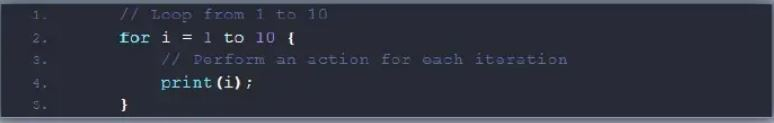 1. // Loop from 1 to 10
2. for i = 1 to 10 {
3. // Perform an action for each iteration
4. print(i);
5. }